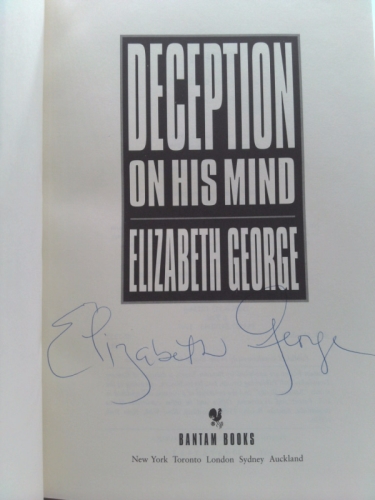 DECEPTION
ON HIS MIND
ELIZABETH GEORGE
Elizabeth George
BANTAM BOOKS
New York Toronto London Sydney Auckland